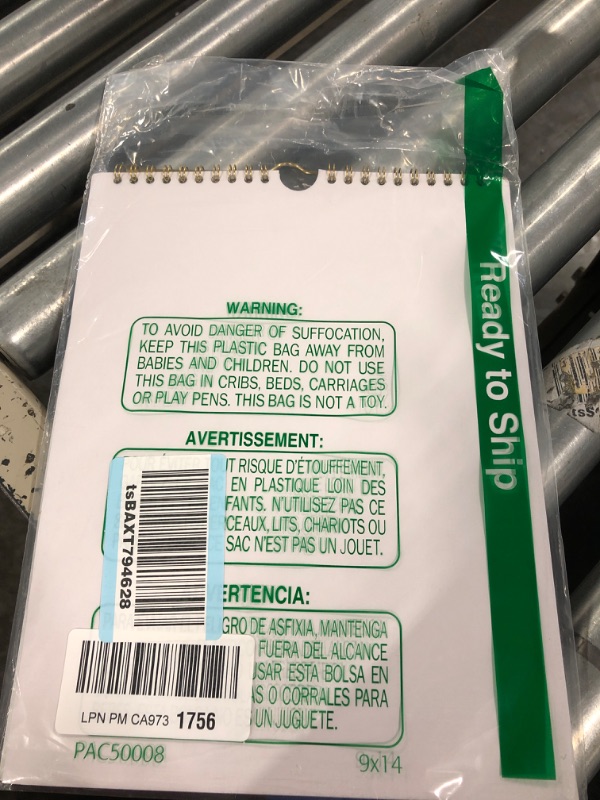 WARNING:
TO AVOID DANGER OF SUFFOCATION,
KEEP THIS PLASTIC BAG AWAY FROM
BABIES AND CHILDREN. DO NOT USE
THIS BAG IN CRIBS, BEDS, CARRIAGES
OR PLAY PENS. THIS BAG IS NOT A TOY.
AVERTISSEMENT:
OUT RISQUE D'ÉTOUFFEMENT,
EN PLASTIQUE LOIN DES
FANTS. N'UTILISEZ PAS CE
RCEAUX, LITS, CHARIOTS OU
SAC N'EST PAS UN JOUET.
ERTENCIA:
GRO DE ASFIXIA, MANTENGA
FUERA DEL ALCANCE
USAR ESTA BOLSA EN
AS O CORRALES PARA
UN JUGUETE.
tsBAXT794628
LPN PM CA973 1756
PAC50008
9x14
Ready to Ship